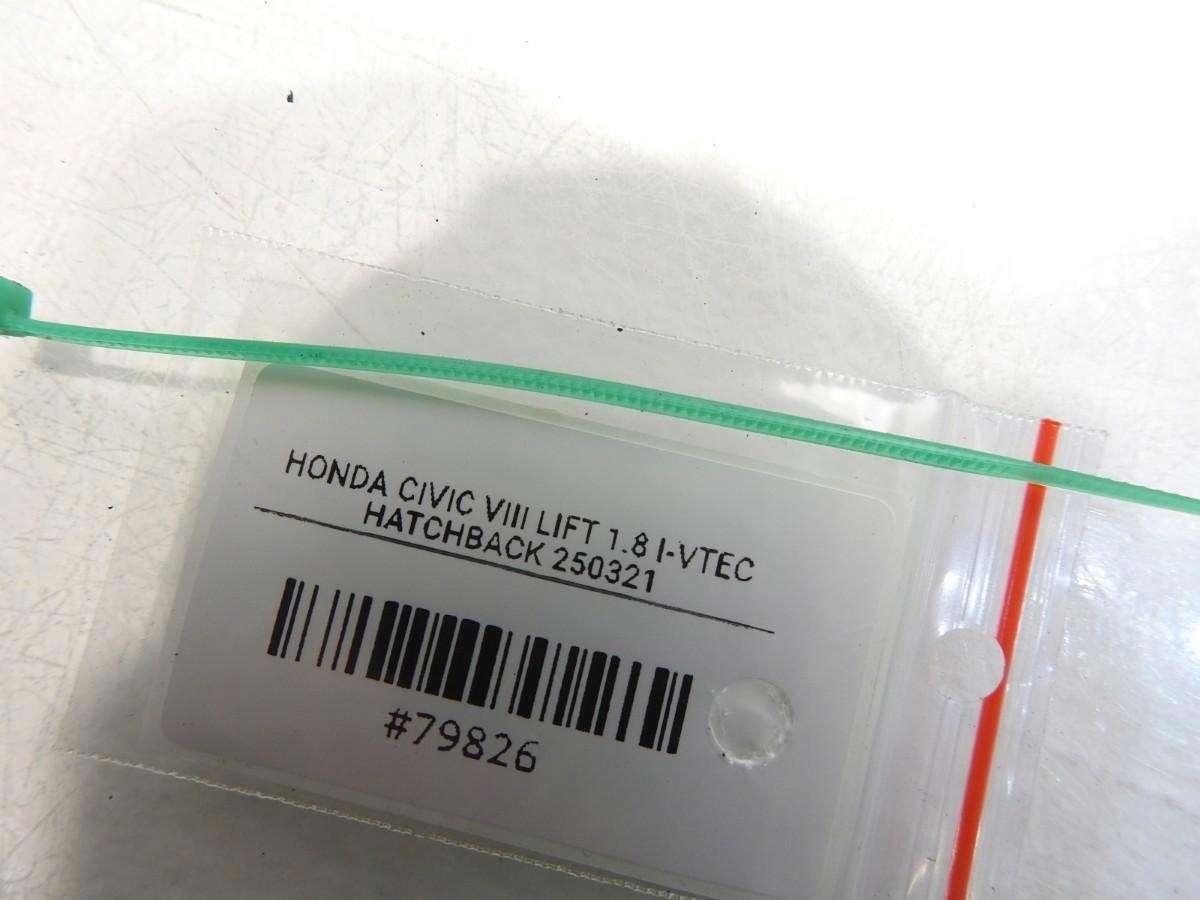 HONDA CIVIC VIII LIFT 1.8 I-VTEC
HATCHBACK 250321
#79826